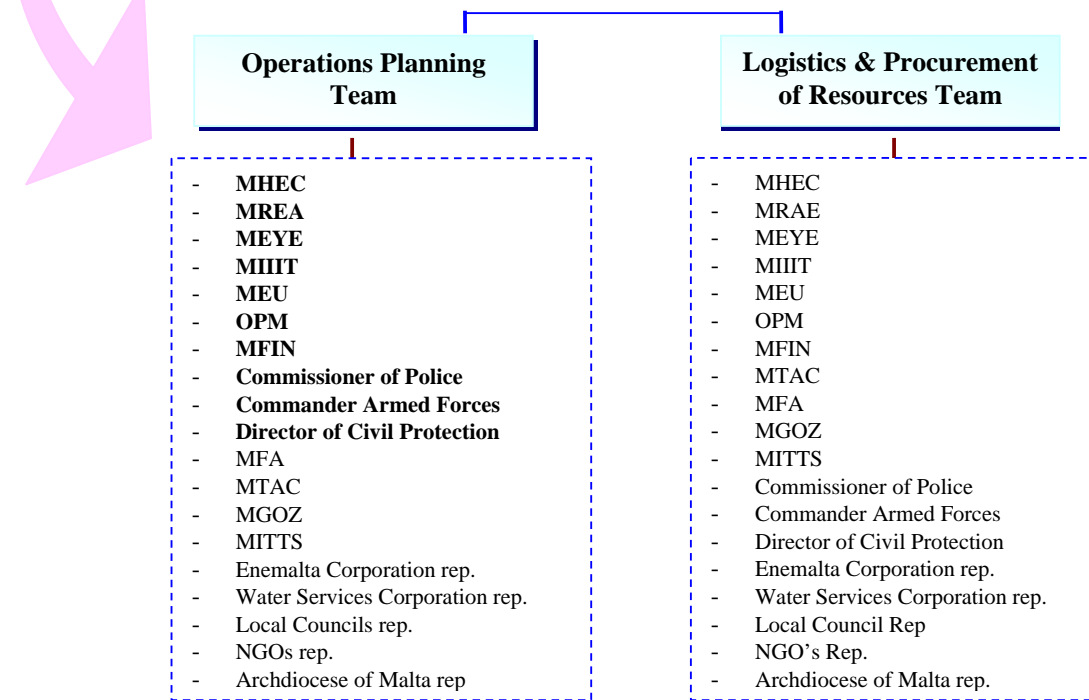 Operations Planning
Team
- MHEC
- MREA
- MEYE
- MIIIT
- MEU
- OPM
- MFIN
- Commissioner of Police
- Commander Armed Forces
- Director of Civil Protection
- MFA
- MTAC
- MGOZ
- MITTS
- Enemalta Corporation rep.
- Water Services Corporation rep.
- Local Councils rep.
- NGOs rep.
- Archdiocese of Malta rep
Logistics & Procurement
of Resources Team
- MHEC
- MRAE
- MEYE
- MIIIT
- MEU
- OPM
- MFIN
- MTAC
- MFA
- MGOZ
- MITTS
- Commissioner of Police
- Commander Armed Forces
- Director of Civil Protection
- Enemalta Corporation rep.
- Water Services Corporation rep.
- Local Council Rep
- NGO’s Rep.
- Archdiocese of Malta rep.